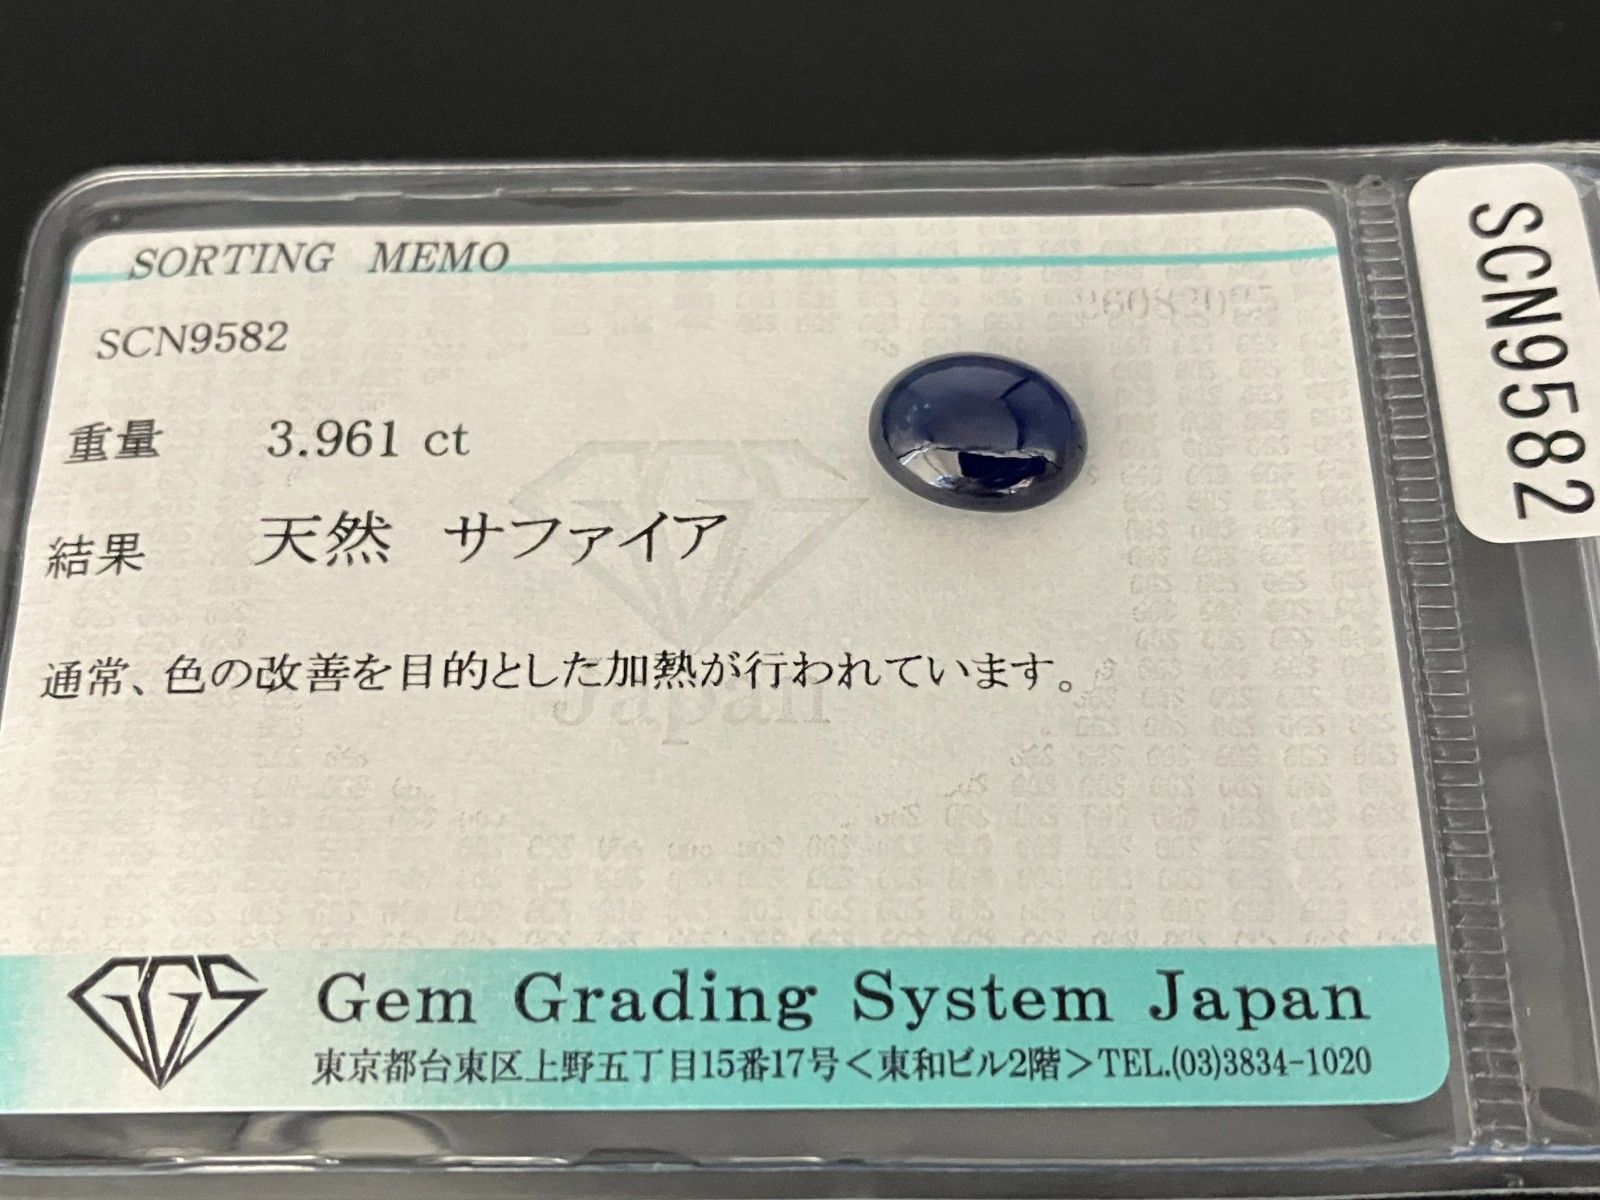 SORTING MEMO
SCN9582
重量 3.961 ct
結果 天然 サファイア
通常、色の改善を目的とした加熱が行われています。
Japan
GGS Gem Grading System Japan
東京都台東区上野五丁目15番17号＜東和ビル2階＞TEL.(03)3834-1020
SCN9582